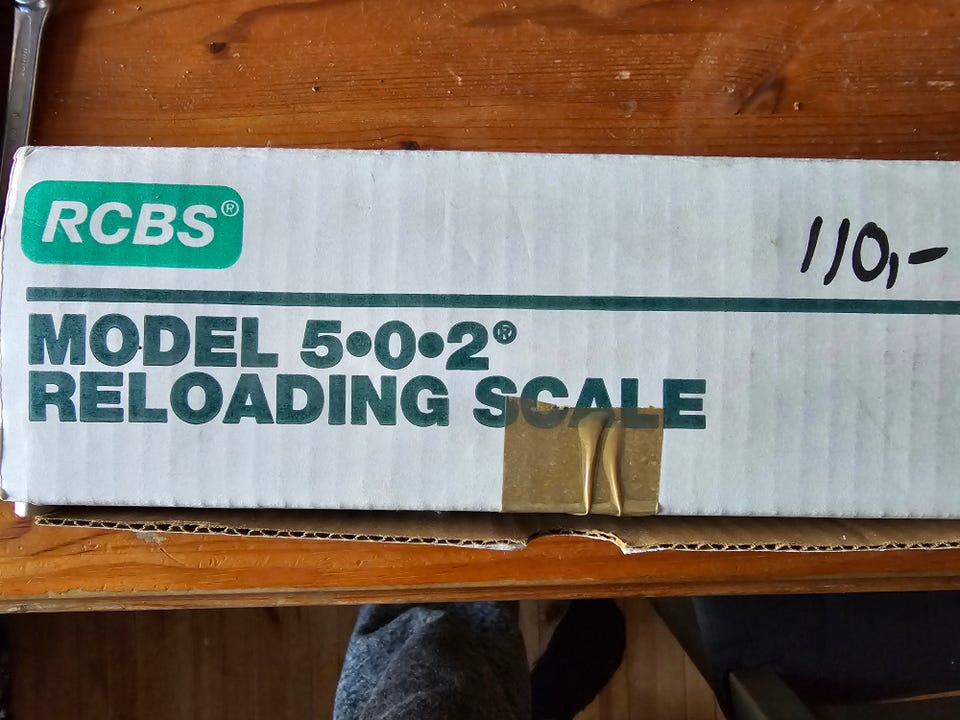 RCBS®
110,-
MODEL 5•0•2®
RELOADING SCALE